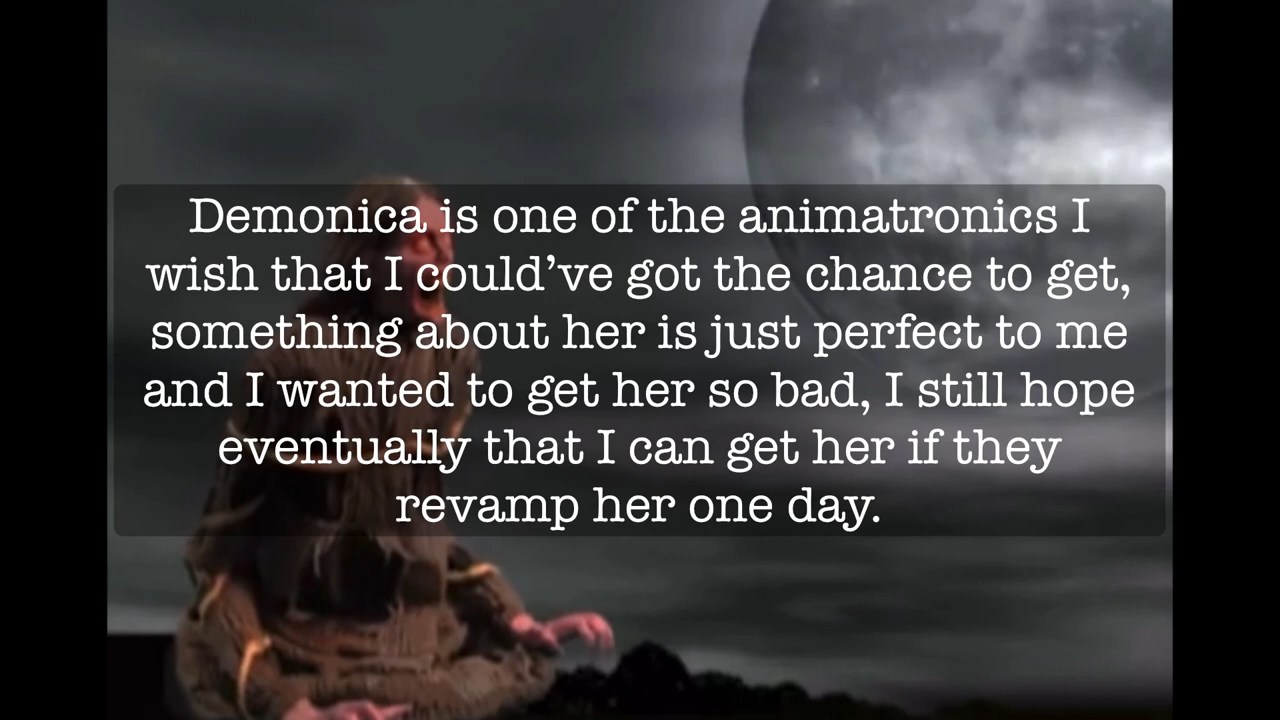 Demonica is one of the animatronics I
wish that I could’ve got the chance to get,
something about her is just perfect to me
and I wanted to get her so bad, I still hope
eventually that I can get her if they
revamp her one day.